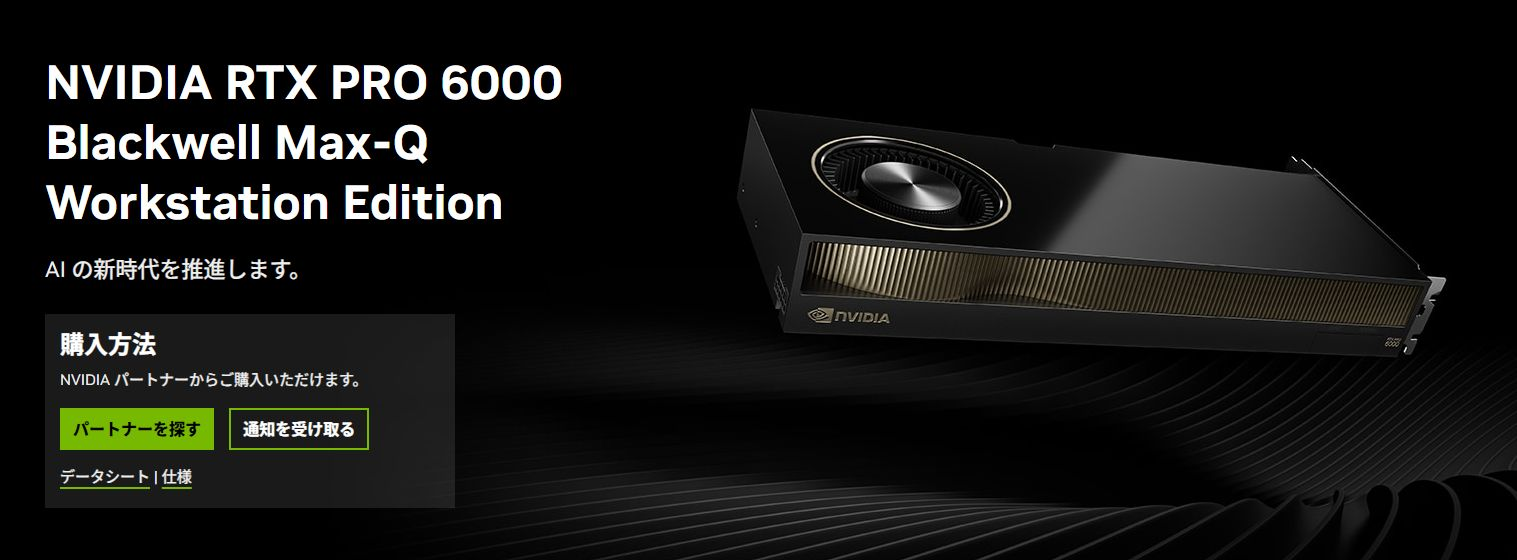 NVIDIA RTX PRO 6000
Blackwell Max-Q
Workstation Edition
AI の新時代を推進します。
購入方法
NVIDIA パートナーからご購入いただけます。
パートナーを探す
通知を受け取る
データシート | 仕様
NVIDIA
6000